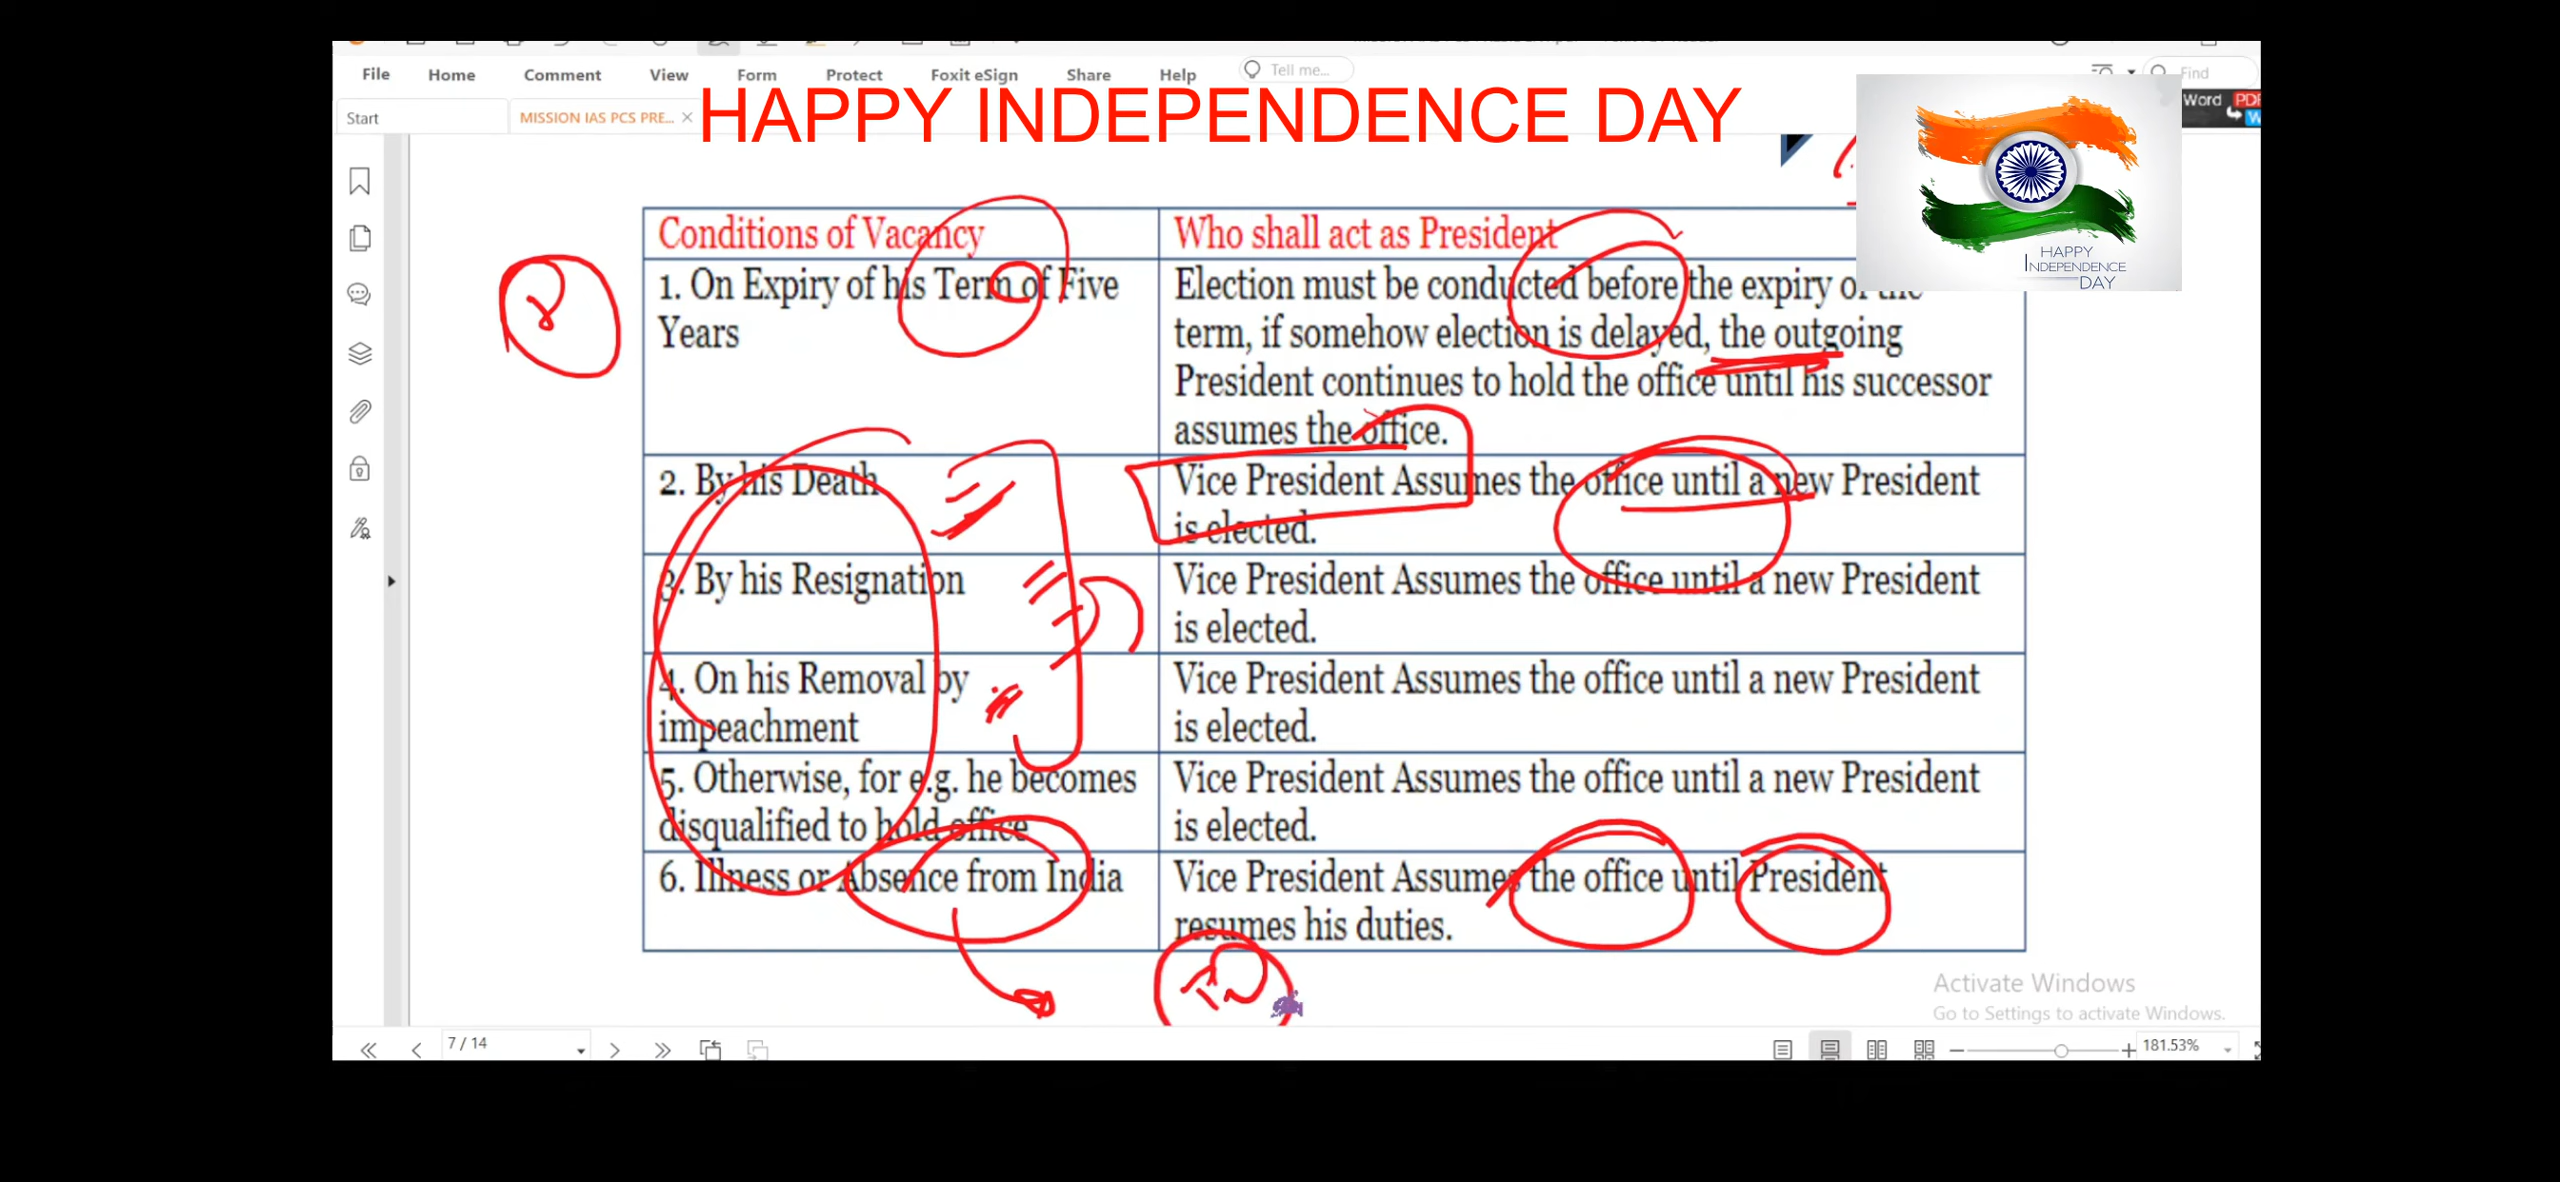 File Home Comment View Form Protect Foxit eSign Share Help Tell me... Find
Start MISSION IAS PCS PRE... Word PDF
HAPPY INDEPENDENCE DAY
HAPPY
INDEPENDENCE
DAY
Conditions of Vacancy
Who shall act as President
1. On Expiry of his Term of Five
Years
Election must be conducted before the expiry of the
term, if somehow election is delayed, the outgoing
President continues to hold the office until his successor
assumes the office.
2. By his Death
Vice President Assumes the office until a new President
is elected.
3. By his Resignation
Vice President Assumes the office until a new President
is elected.
4. On his Removal by
impeachment
Vice President Assumes the office until a new President
is elected.
5. Otherwise, for e.g. he becomes
disqualified to hold office
Vice President Assumes the office until a new President
is elected.
6. Illness or Absence from India
Vice President Assumes the office until President
resumes his duties.
Activate Windows
Go to Settings to activate Windows.
7 / 14
181.53%